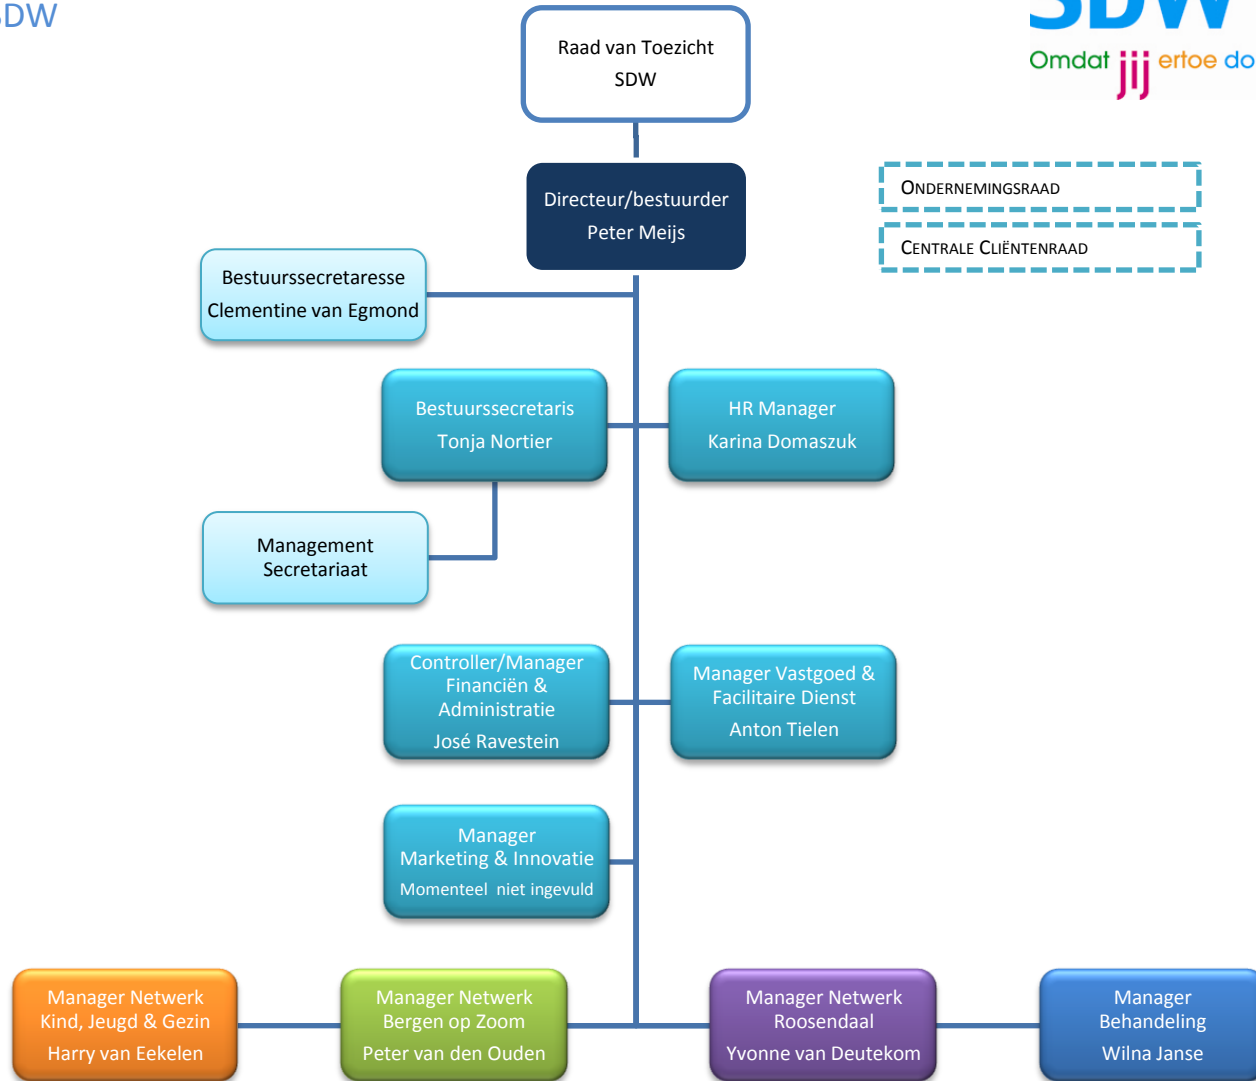 SDW
SDW
Omdat jij ertoe do
Raad van Toezicht
SDW
Directeur/bestuurder
Peter Meijs
ONDERNEMINGSRAAD
CENTRALE CLIËNTENRAAD
Bestuurssecretaresse
Clementine van Egmond
Bestuurssecretaris
Tonja Nortier
HR Manager
Karina Domaszuk
Management
Secretariaat
Controller/Manager
Financiën &
Administratie
José Ravestein
Manager Vastgoed &
Facilitaire Dienst
Anton Tielen
Manager
Marketing & Innovatie
Momenteel niet ingevuld
Manager Netwerk
Kind, Jeugd & Gezin
Harry van Eekelen
Manager Netwerk
Bergen op Zoom
Peter van den Ouden
Manager Netwerk
Roosendaal
Yvonne van Deutekom
Manager
Behandeling
Wilna Janse